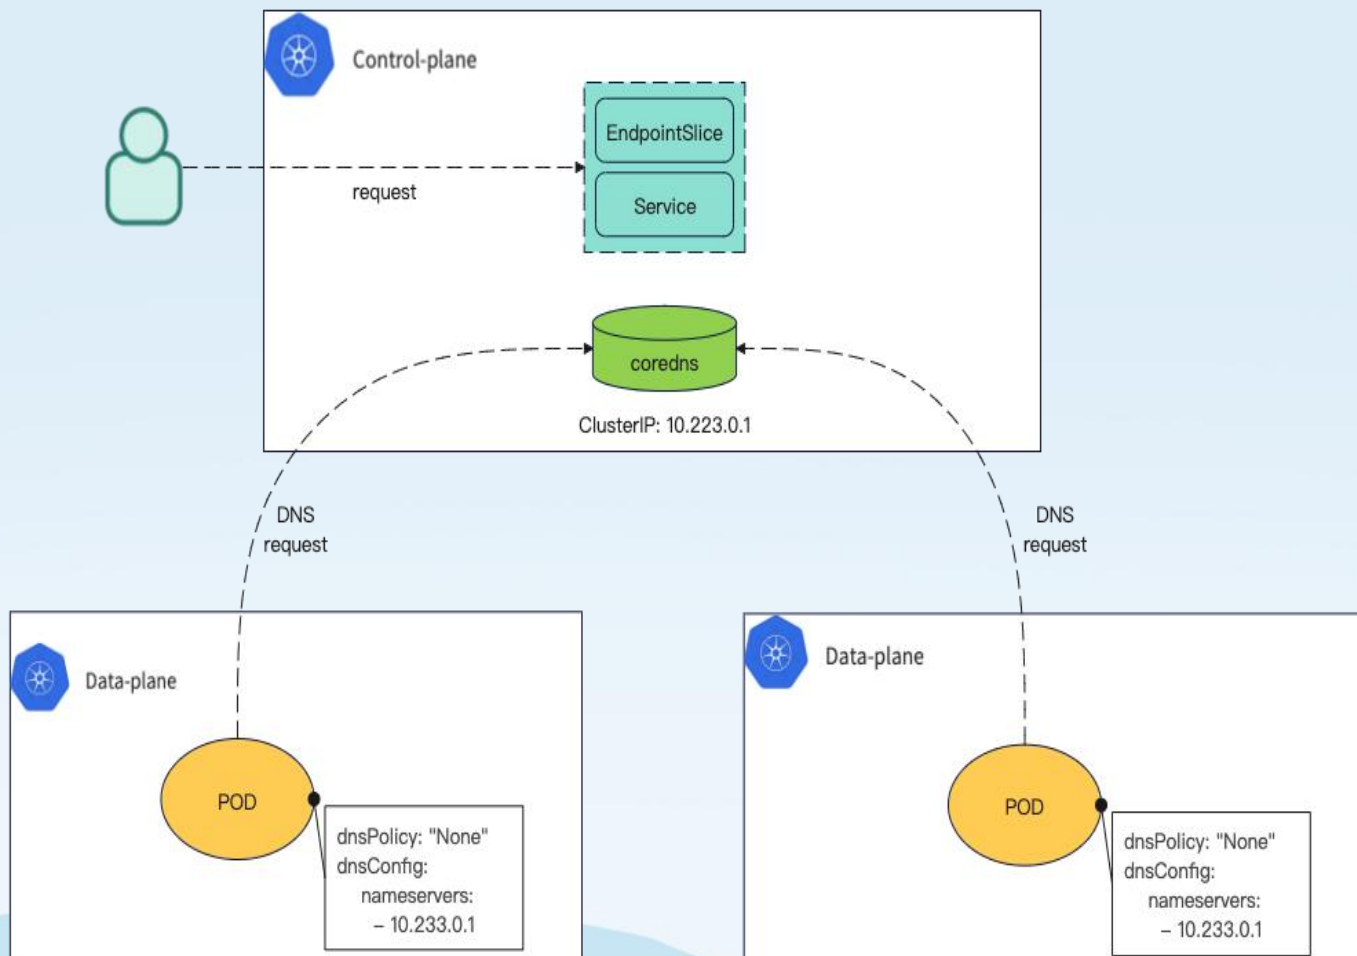 Control-plane
EndpointSlice
request
Service
coredns
ClusterIP: 10.223.0.1
DNS
request
DNS
request
Data-plane
Data-plane
POD
dnsPolicy: "None"
dnsConfig:
nameservers:
– 10.233.0.1
POD
dnsPolicy: "None"
dnsConfig:
nameservers:
– 10.233.0.1